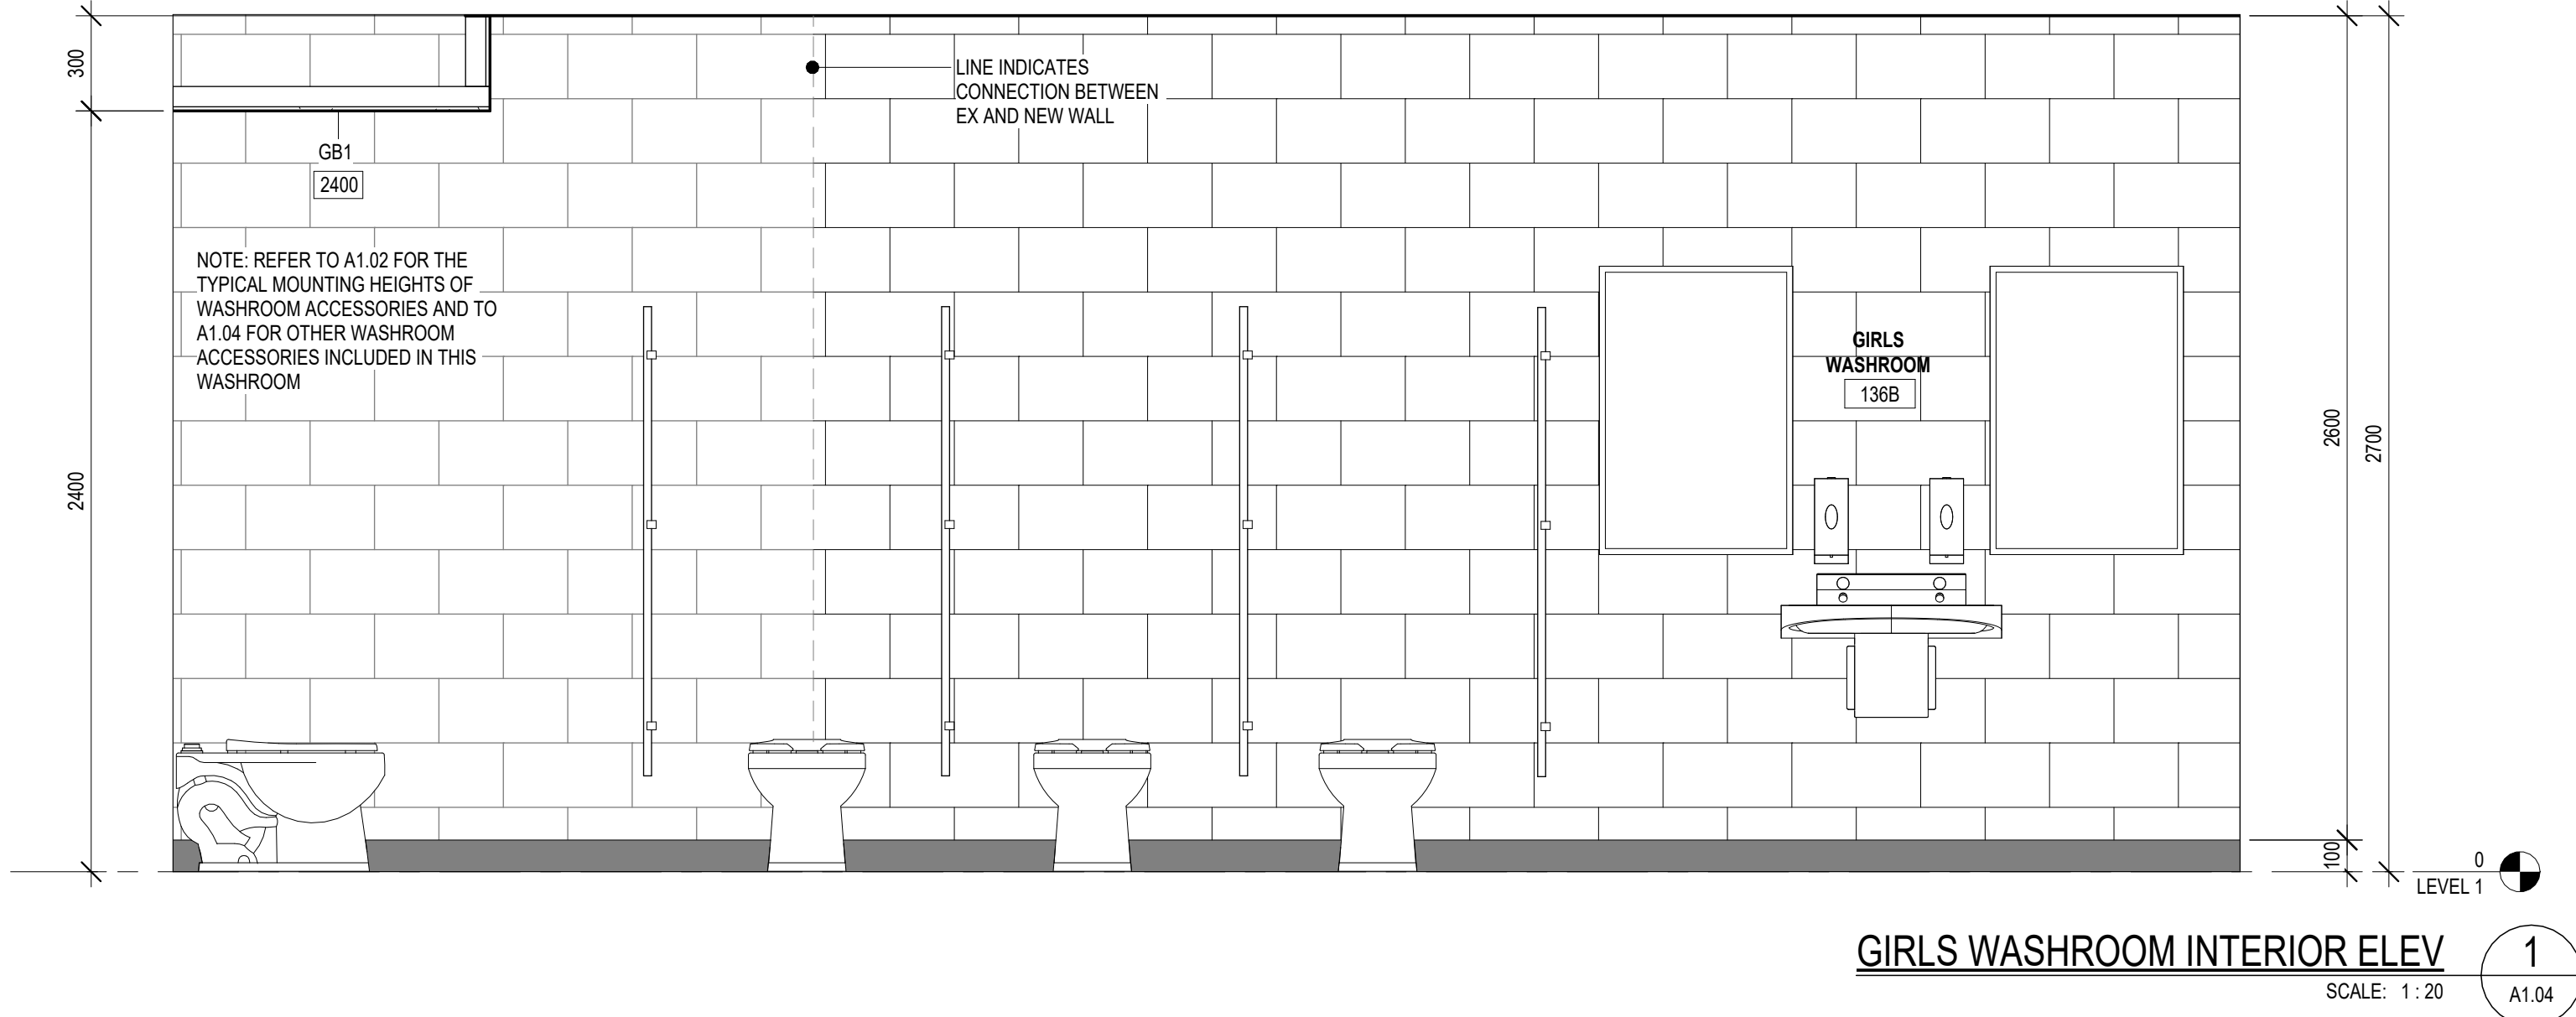 300
LINE INDICATES
CONNECTION BETWEEN
EX AND NEW WALL
GB1
2400
NOTE: REFER TO A1.02 FOR THE
TYPICAL MOUNTING HEIGHTS OF
WASHROOM ACCESSORIES AND TO
A1.04 FOR OTHER WASHROOM
ACCESSORIES INCLUDED IN THIS
WASHROOM
GIRLS
WASHROOM
136B
2400
2600
2700
100
0
LEVEL 1
GIRLS WASHROOM INTERIOR ELEV
SCALE: 1 : 20
1
A1.04